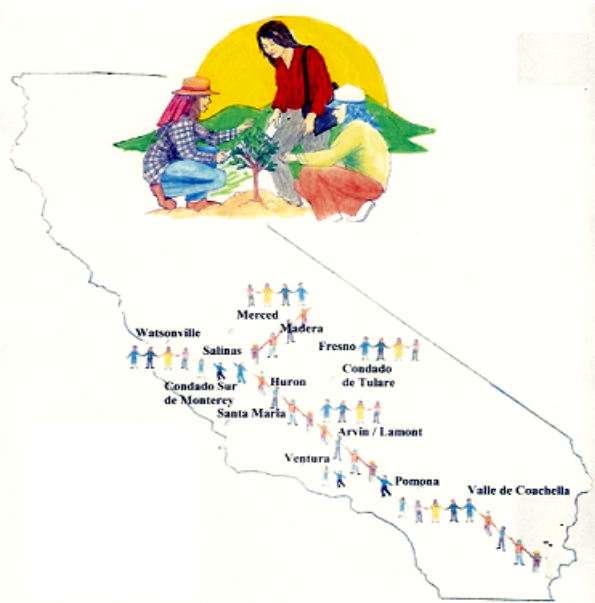 Merced
Madera
Watsonville
Salinas
Fresno
Condado
de Tulare
Condado Sur
de Monterey
Huron
Santa Maria
Arvin / Lamont
Ventura
Pomona
Valle de Coachella